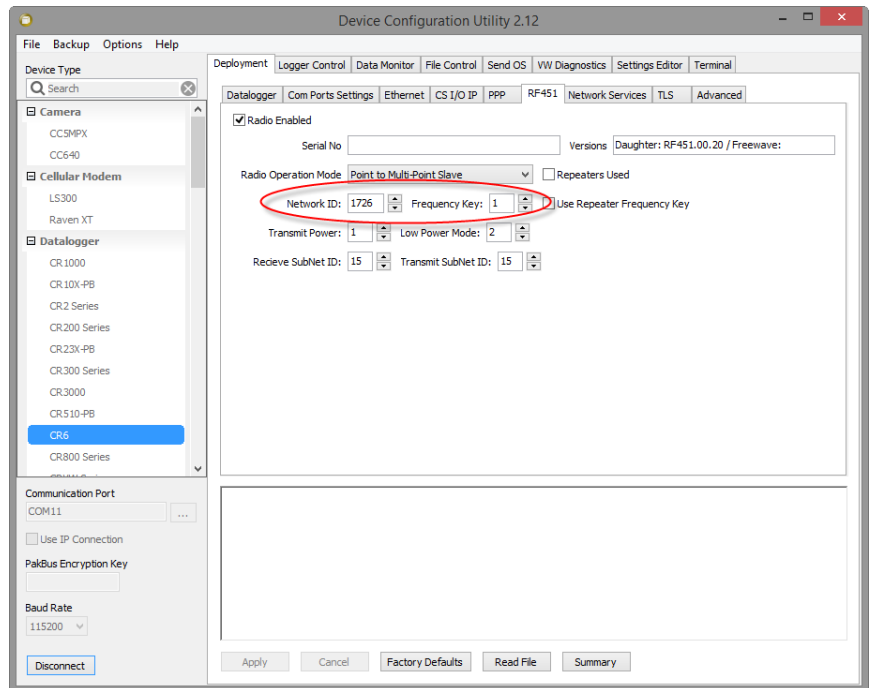 Device Configuration Utility 2.12
File Backup Options Help
Device Type
Search
Camera
CC5MPX
CC640
Cellular Modem
LS300
Raven XT
Datalogger
CR1000
CR10X-PB
CR2 Series
CR200 Series
CR23X-PB
CR300 Series
CR3000
CR510-PB
CR6
CR800 Series
Communication Port
COM11
...
Use IP Connection
PakBus Encryption Key
Baud Rate
115200
Disconnect
Deployment Logger Control Data Monitor File Control Send OS VW Diagnostics Settings Editor Terminal
Datalogger Com Ports Settings Ethernet CS I/O IP PPP RF451 Network Services TLS Advanced
Radio Enabled
Serial No Versions Daughter: RF451.00.20 / Freewave:
Radio Operation Mode Point to Multi-Point Slave Repeaters Used
Network ID: 1726 Frequency Key: 1 Use Repeater Frequency Key
Transmit Power: 1 Low Power Mode: 2
Recieve SubNet ID: 15 Transmit SubNet ID: 15
Apply Cancel Factory Defaults Read File Summary